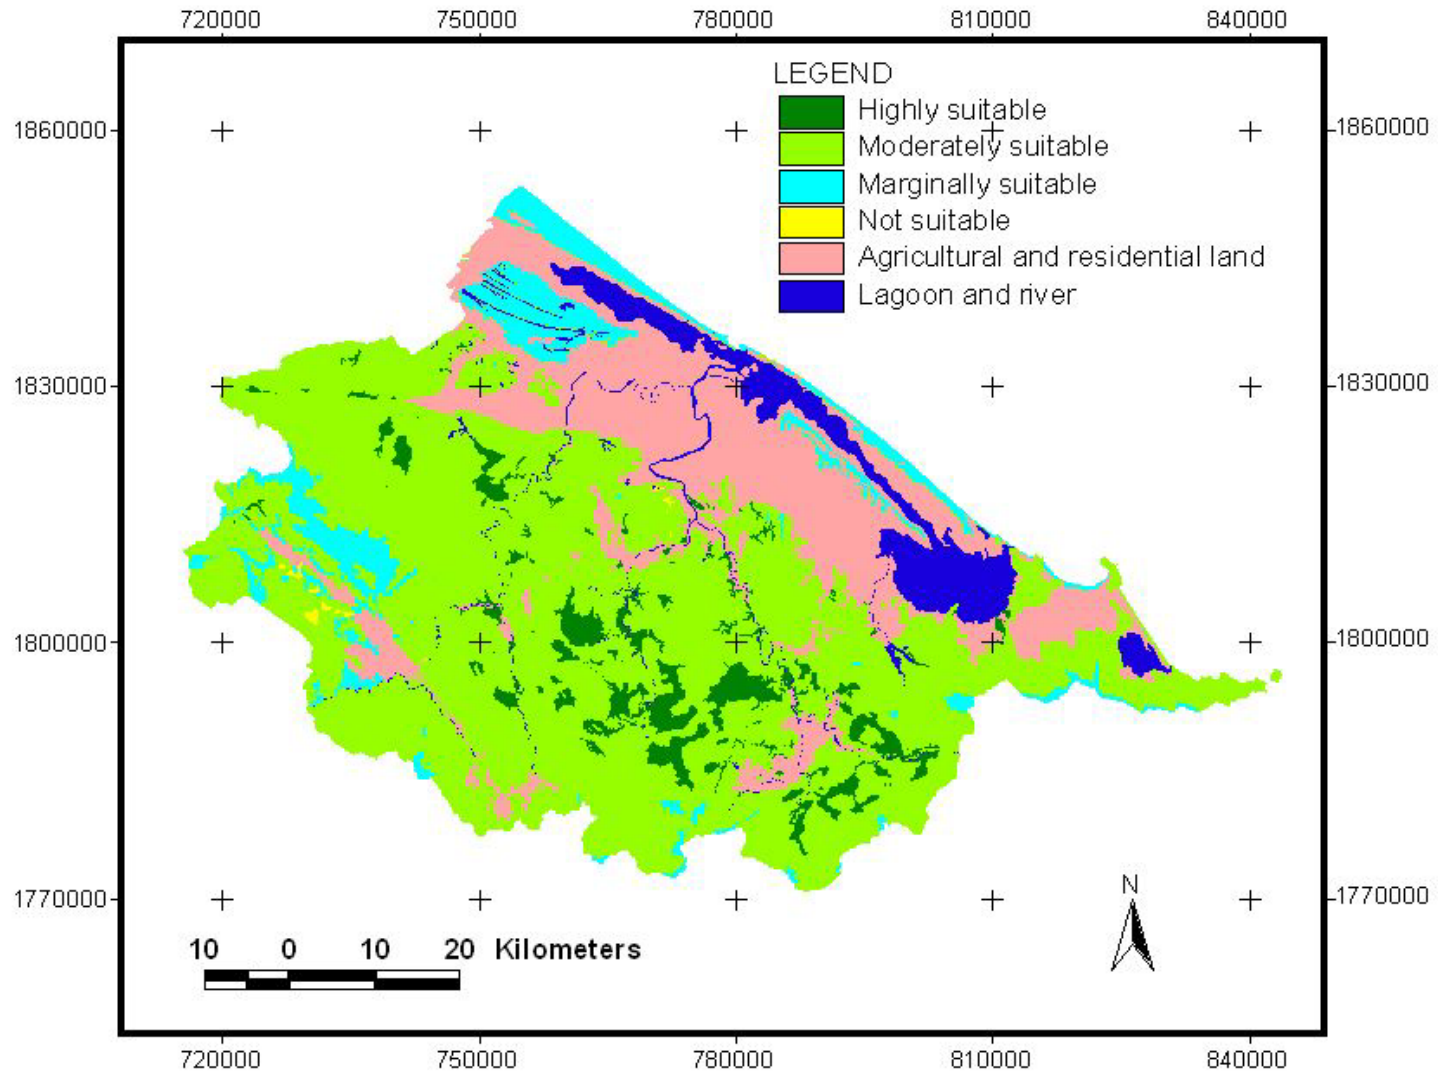 720000 750000 780000 810000 840000
LEGEND
Highly suitable
1860000 1860000
Moderately suitable
Marginally suitable
Not suitable
Agricultural and residential land
Lagoon and river
1830000 1830000
1800000 1800000
N
1770000 1770000
10 0 10 20 Kilometers
720000 750000 780000 810000 840000